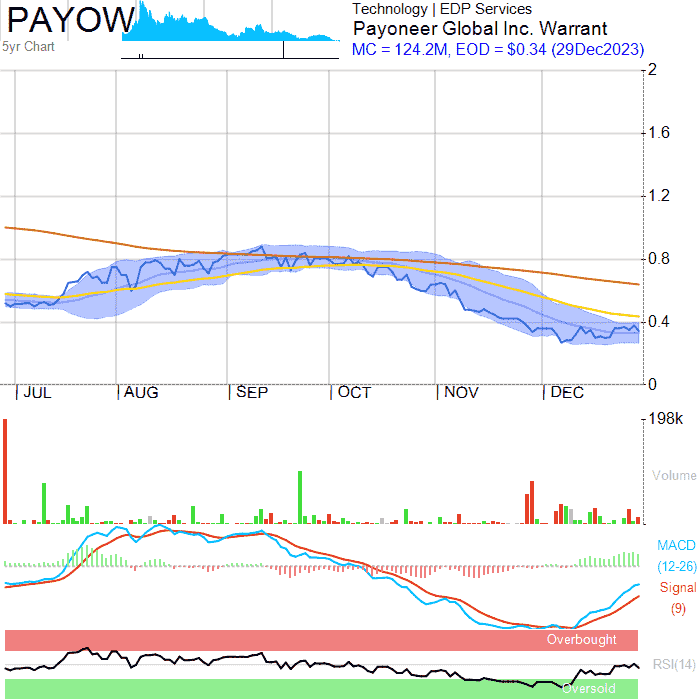 PAYOW
5yr Chart
Technology | EDP Services
Payoneer Global Inc. Warrant
MC = 124.2M, EOD = $0.34 (29Dec2023)
2
1.6
1.2
0.8
0.4
0
JUL
AUG
SEP
OCT
NOV
DEC
198k
Volume
MACD
(12-26)
Signal
(9)
Overbought
RSI(14)
Oversold